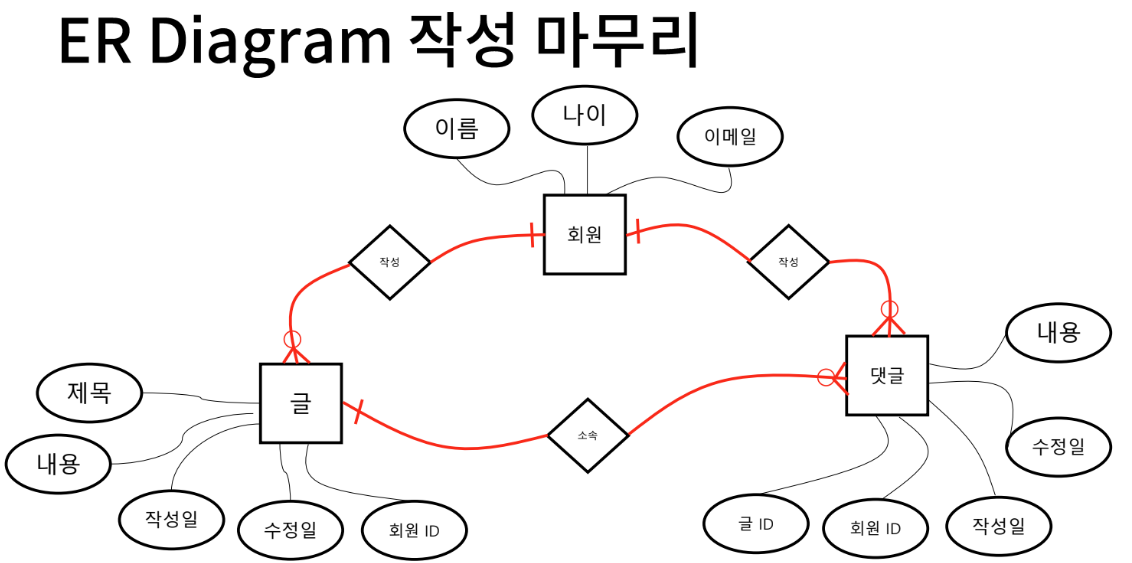 ER Diagram 작성 마무리
이름
나이
이메일
회원
작성
작성
글
댓글
소속
제목
내용
작성일
수정일
회원 ID
내용
수정일
글 ID
회원 ID
작성일